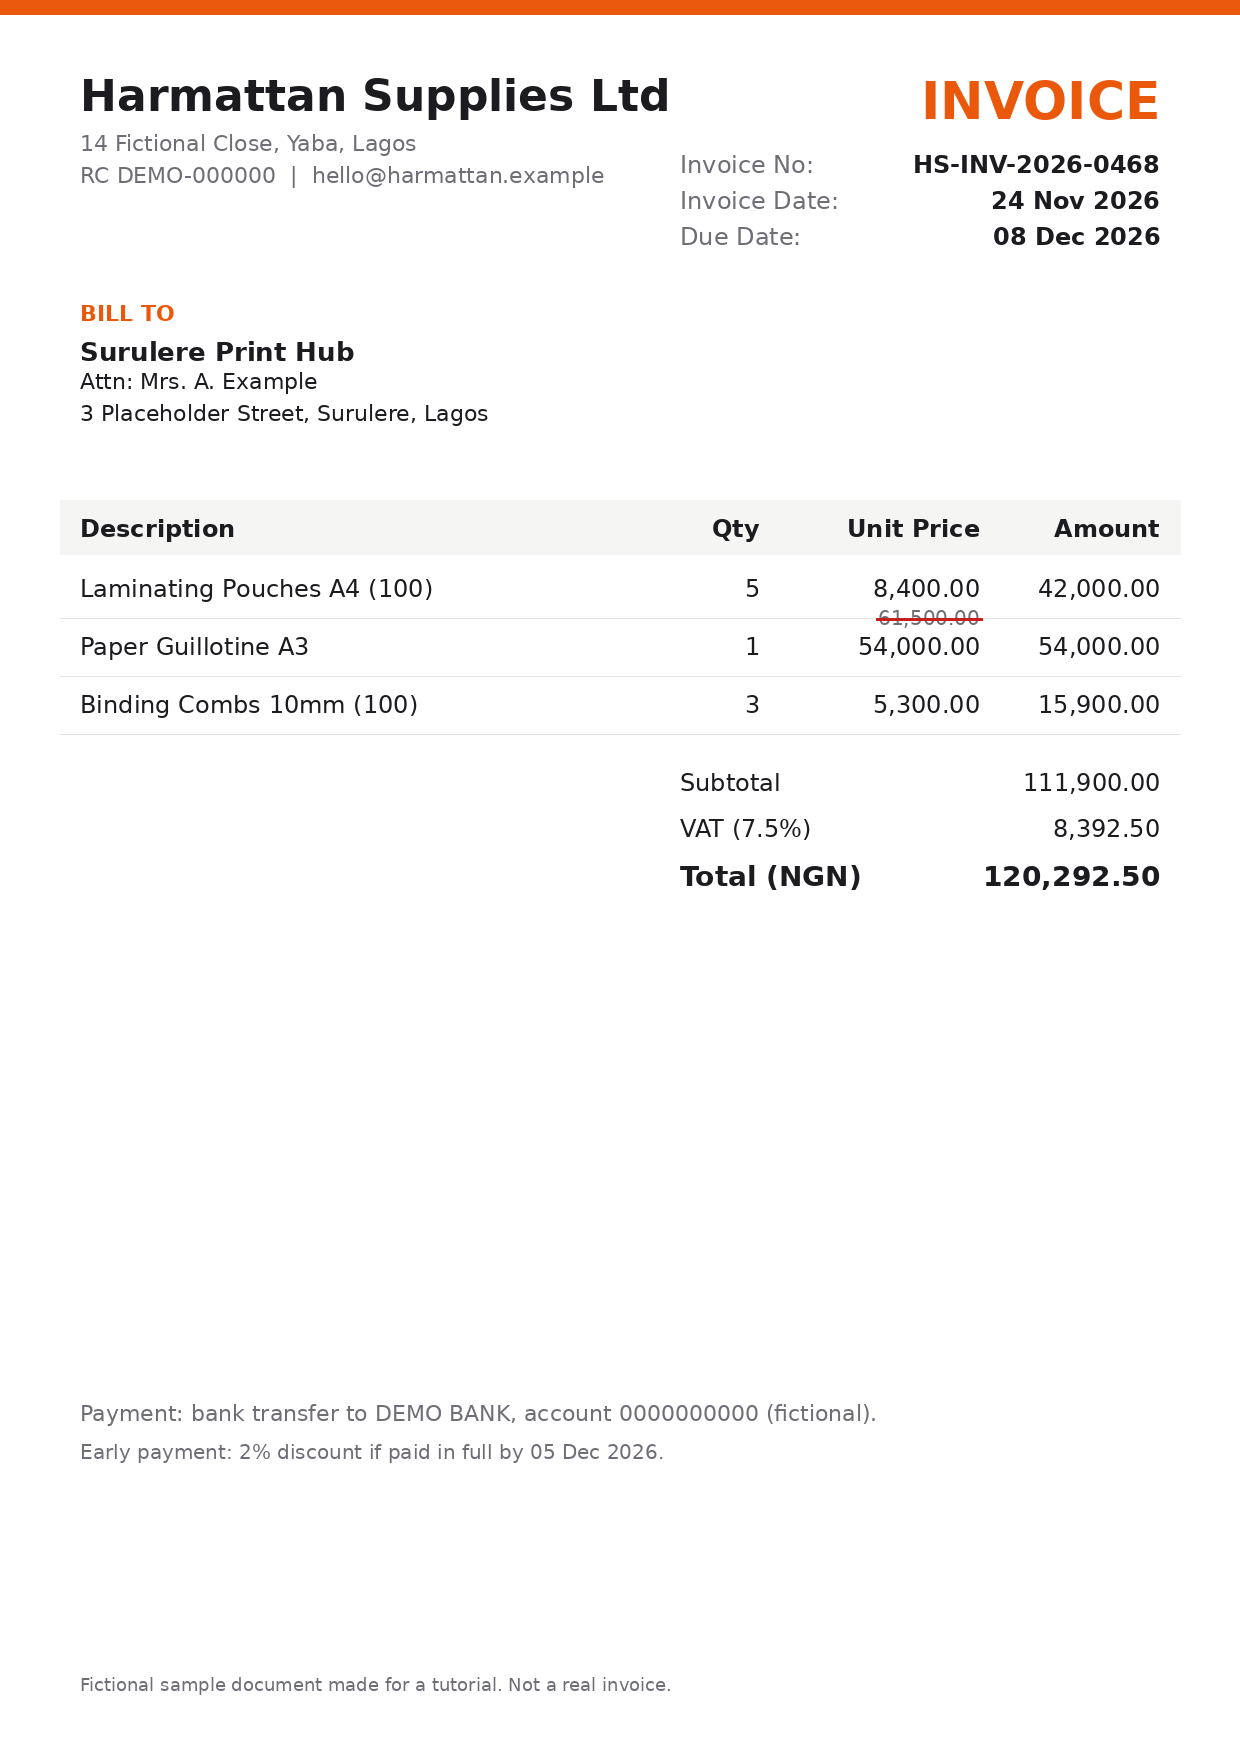 Harmattan Supplies Ltd
INVOICE
14 Fictional Close, Yaba, Lagos
RC DEMO-000000 | hello@harmattan.example
Invoice No: HS-INV-2026-0468
Invoice Date: 24 Nov 2026
Due Date: 08 Dec 2026
BILL TO
Surulere Print Hub
Attn: Mrs. A. Example
3 Placeholder Street, Surulere, Lagos
Description Qty Unit Price Amount
Laminating Pouches A4 (100) 5 8,400.00 42,000.00
61,500.00
Paper Guillotine A3 1 54,000.00 54,000.00
Binding Combs 10mm (100) 3 5,300.00 15,900.00
Subtotal 111,900.00
VAT (7.5%) 8,392.50
Total (NGN) 120,292.50
Payment: bank transfer to DEMO BANK, account 0000000000 (fictional).
Early payment: 2% discount if paid in full by 05 Dec 2026.
Fictional sample document made for a tutorial. Not a real invoice.